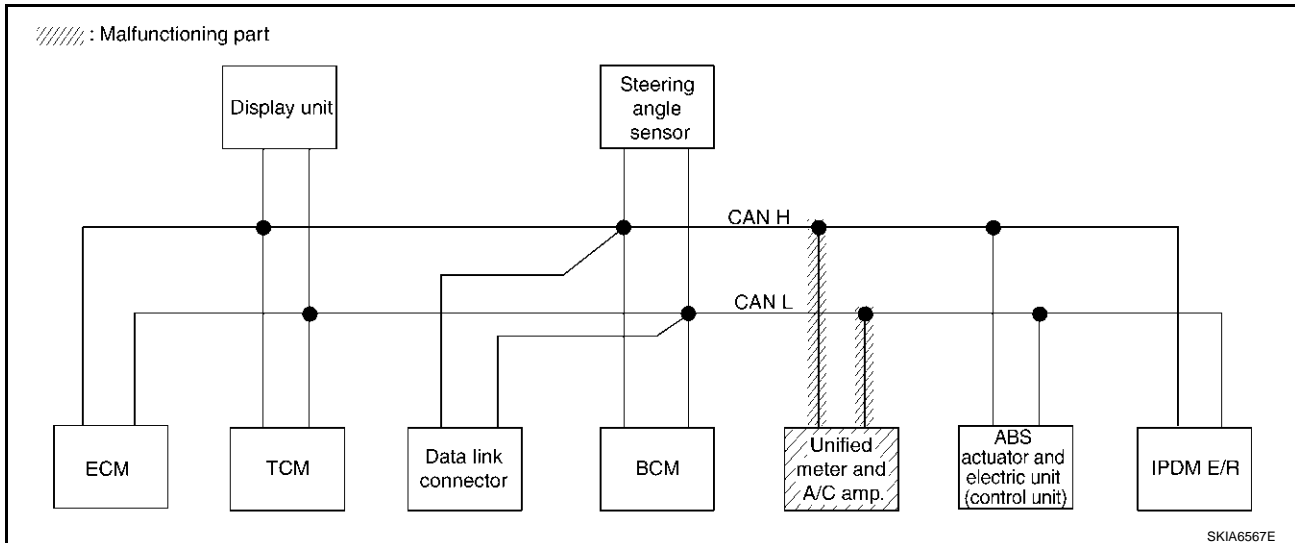 : Malfunctioning part
Display unit
Steering
angle
sensor
CAN H
CAN L
ECM
TCM
Data link
connector
BCM
Unified
meter and
A/C amp.
ABS
actuator and
electric unit
(control unit)
IPDM E/R
SKIA6567E